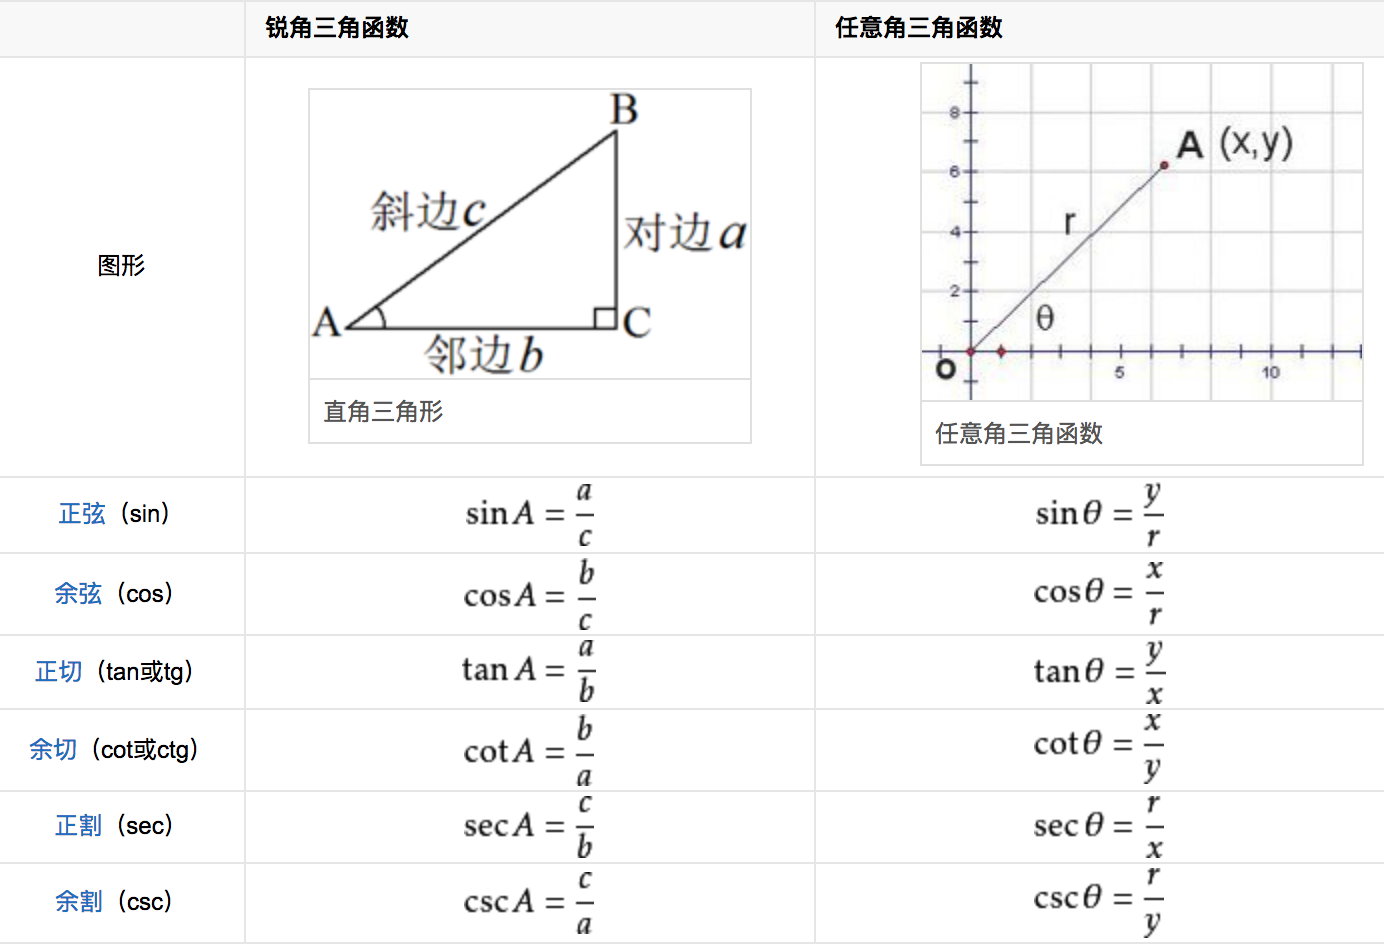 锐角三角函数 任意角三角函数
图形
B
斜边c
对边a
A
C
邻边b
直角三角形
8
A (x,y)
6
r
4
2
θ
O
5
10
任意角三角函数
正弦（sin） sin A = a/c sin θ = y/r
余弦（cos） cos A = b/c cos θ = x/r
正切（tan或tg） tan A = a/b tan θ = y/x
余切（cot或ctg） cot A = b/a cot θ = x/y
正割（sec） sec A = c/b sec θ = r/x
余割（csc） csc A = c/a csc θ = r/y